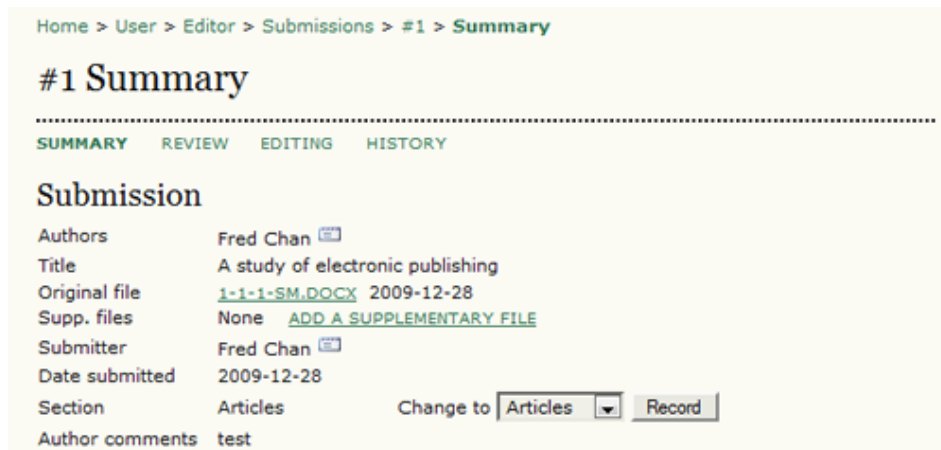 Home > User > Editor > Submissions > #1 > Summary
#1 Summary
SUMMARY REVIEW EDITING HISTORY
Submission
Authors Fred Chan
Title A study of electronic publishing
Original file 1-1-1-SM.DOCX 2009-12-28
Supp. files None ADD A SUPPLEMENTARY FILE
Submitter Fred Chan
Date submitted 2009-12-28
Section Articles Change to Articles Record
Author comments test